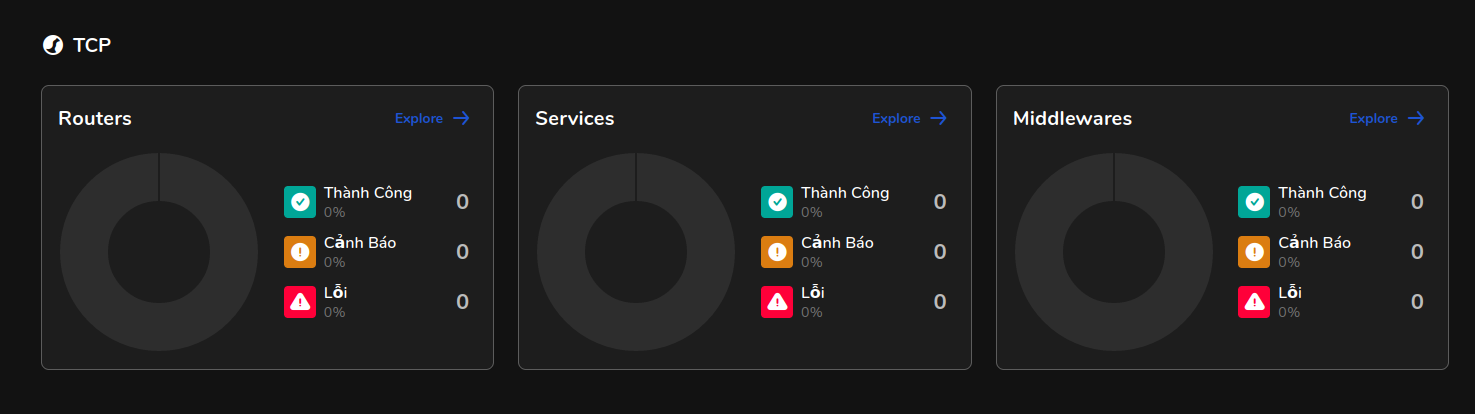 TCP
Routers
Explore
Thành Công
0%
0
Cảnh Báo
0%
0
Lỗi
0%
0
Services
Explore
Thành Công
0%
0
Cảnh Báo
0%
0
Lỗi
0%
0
Middlewares
Explore
Thành Công
0%
0
Cảnh Báo
0%
0
Lỗi
0%
0